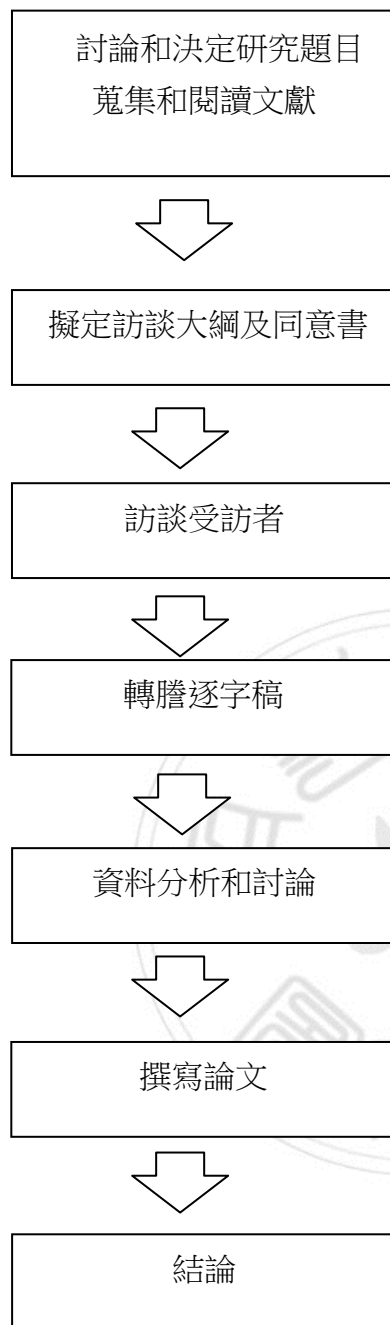 討論和決定研究題目
蒐集和閱讀文獻
擬定訪談大綱及同意書
訪談受訪者
轉謄逐字稿
資料分析和討論
撰寫論文
結論